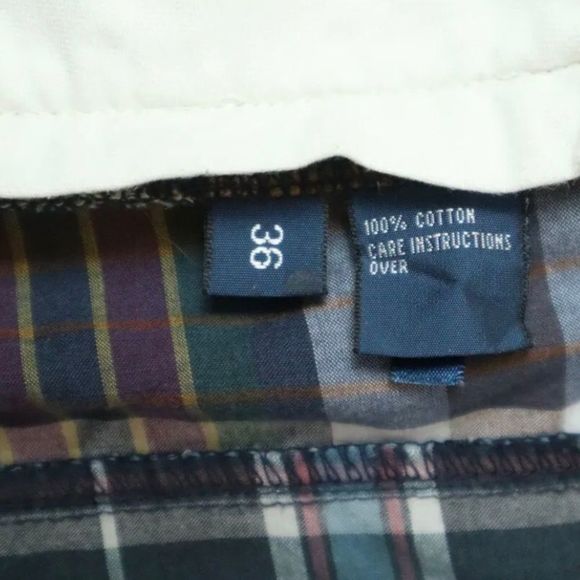 36
100% COTTON
CARE INSTRUCTIONS
OVER